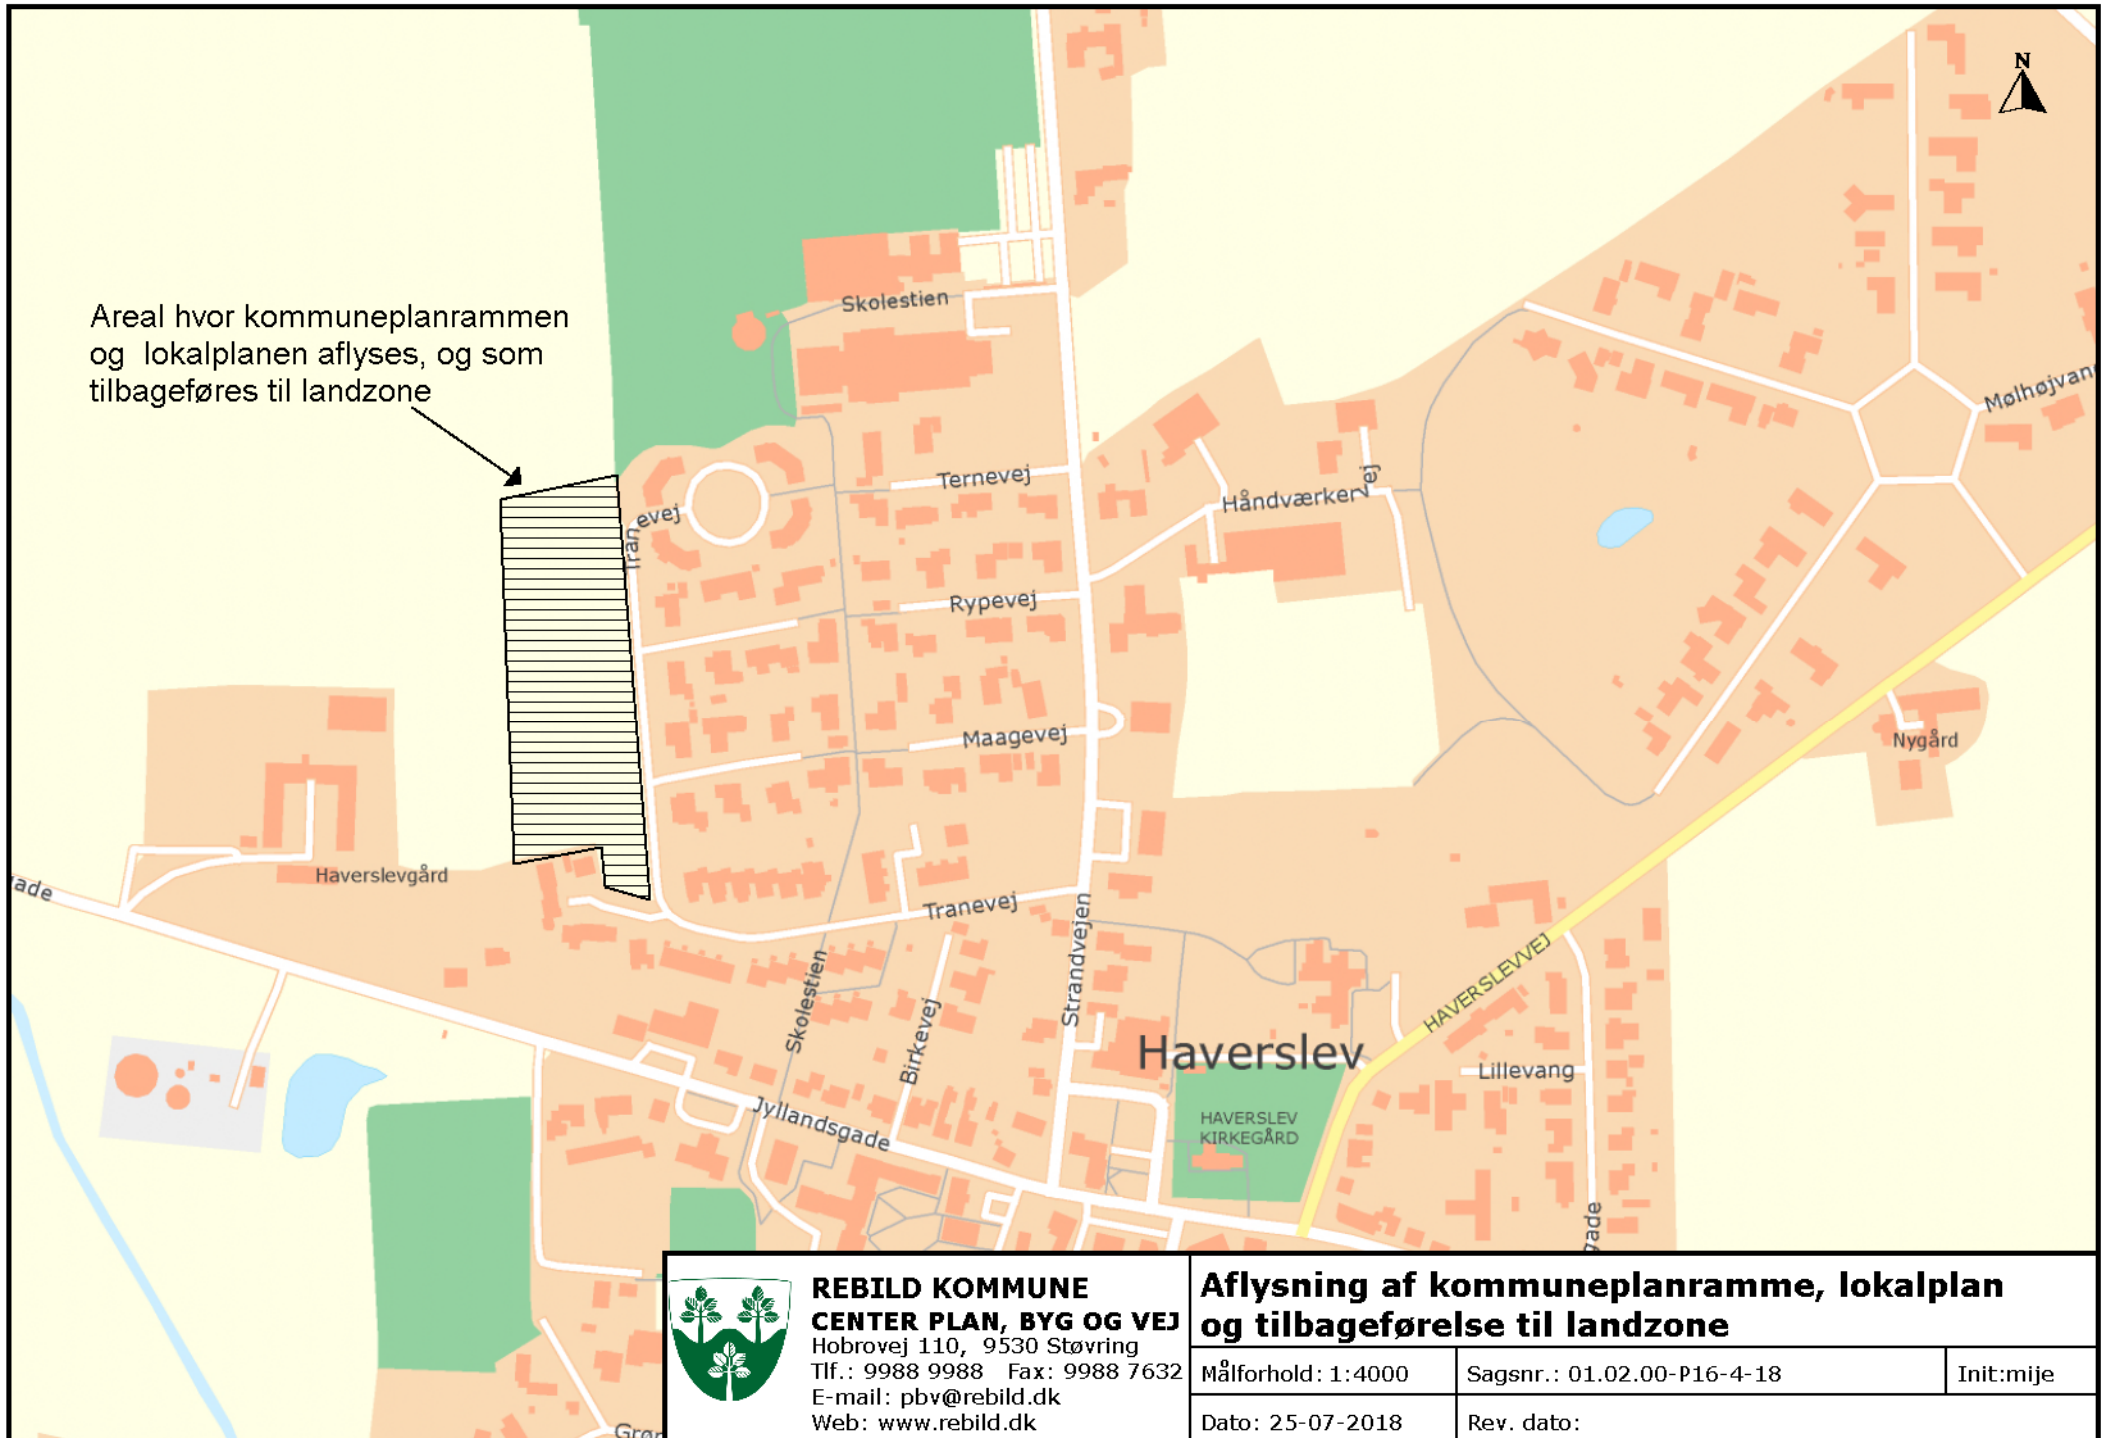 N
Areal hvor kommuneplanrammen
og lokalplanen aflyses, og som
tilbageføres til landzone
Skolestien
Mølhøjvan
Ternevej
Håndværkervej
Tranevej
Rypevej
Maagevej
Nygård
Haverslevgård
ade
Tranevej
Strandvejen
Skolestien
HAVERSLEVVEJ
Birkevej
Haverslev
Lillevang
Jyllandsgade
HAVERSLEV
KIRKEGÅRD
gade
Grø
REBILD KOMMUNE
CENTER PLAN, BYG OG VEJ
Hobrovej 110, 9530 Støvring
Tlf.: 9988 9988 Fax: 9988 7632
E-mail: pbv@rebild.dk
Web: www.rebild.dk
Aflysning af kommuneplanramme, lokalplan
og tilbageførelse til landzone
Målforhold: 1:4000
Sagsnr.: 01.02.00-P16-4-18
Init:mije
Dato: 25-07-2018
Rev. dato: